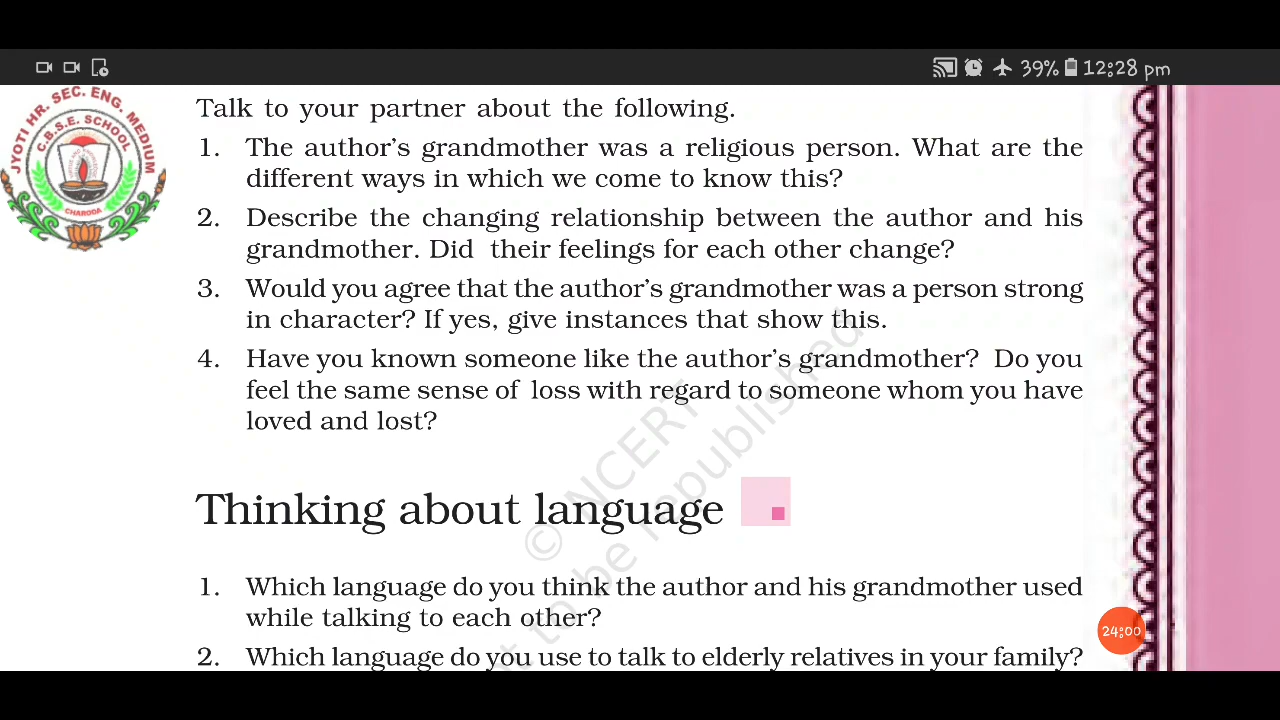 39% 12:28 pm
JYOTI HR. SEC. ENG. MEDIUM
C.B.S.E. SCHOOL
CHARODA
Talk to your partner about the following.
1. The author's grandmother was a religious person. What are the
different ways in which we come to know this?
2. Describe the changing relationship between the author and his
grandmother. Did their feelings for each other change?
3. Would you agree that the author's grandmother was a person strong
in character? If yes, give instances that show this.
4. Have you known someone like the author's grandmother? Do you
feel the same sense of loss with regard to someone whom you have
loved and lost?
© NCERT
to be republished
Thinking about language
1. Which language do you think the author and his grandmother used
while talking to each other?
24:00
2. Which language do you use to talk to elderly relatives in your family?